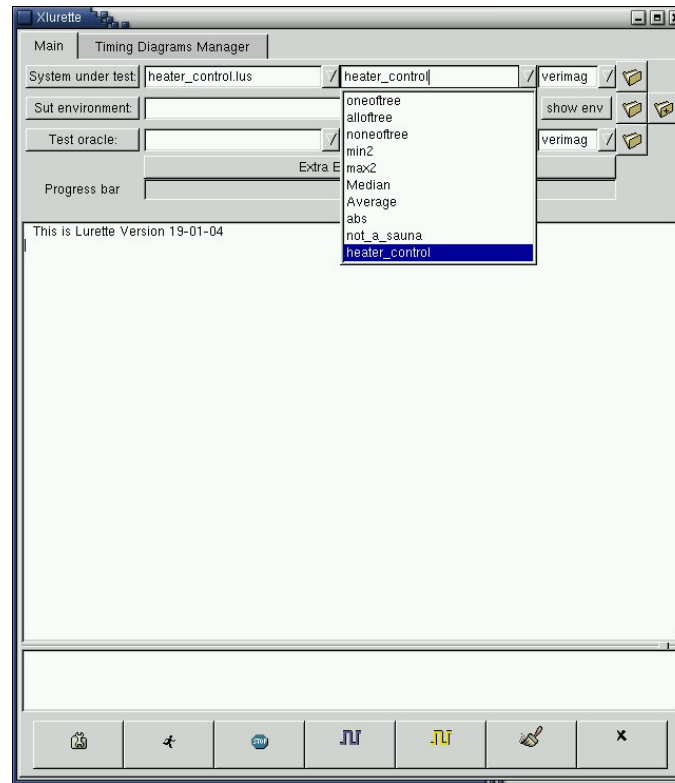 Xlurette
Main Timing Diagrams Manager
System under test: heater_control.lus heater_control verimag
Sut environment: show env
Test oracle: verimag
Extra E
Progress bar
oneoftree
alloftree
noneoftree
min2
max2
Median
Average
abs
not_a_sauna
heater_control
This is Lurette Version 19-01-04
STOP
x